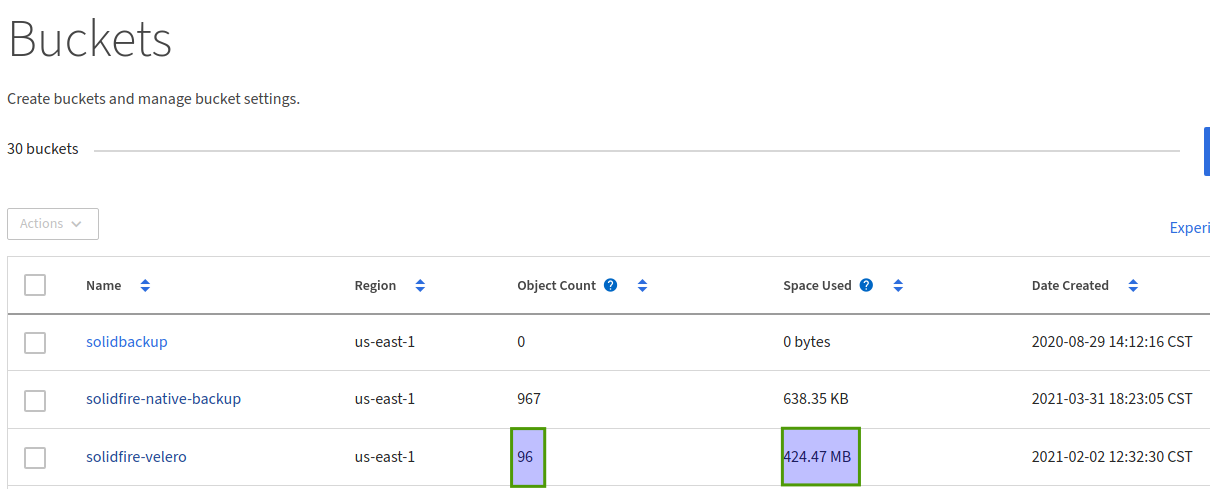 Buckets
Create buckets and manage bucket settings.
30 buckets
Actions
Experi
Name Region Object Count ? Space Used ? Date Created
solidbackup us-east-1 0 0 bytes 2020-08-29 14:12:16 CST
solidfire-native-backup us-east-1 967 638.35 KB 2021-03-31 18:23:05 CST
solidfire-velero us-east-1 96 424.47 MB 2021-02-02 12:32:30 CST